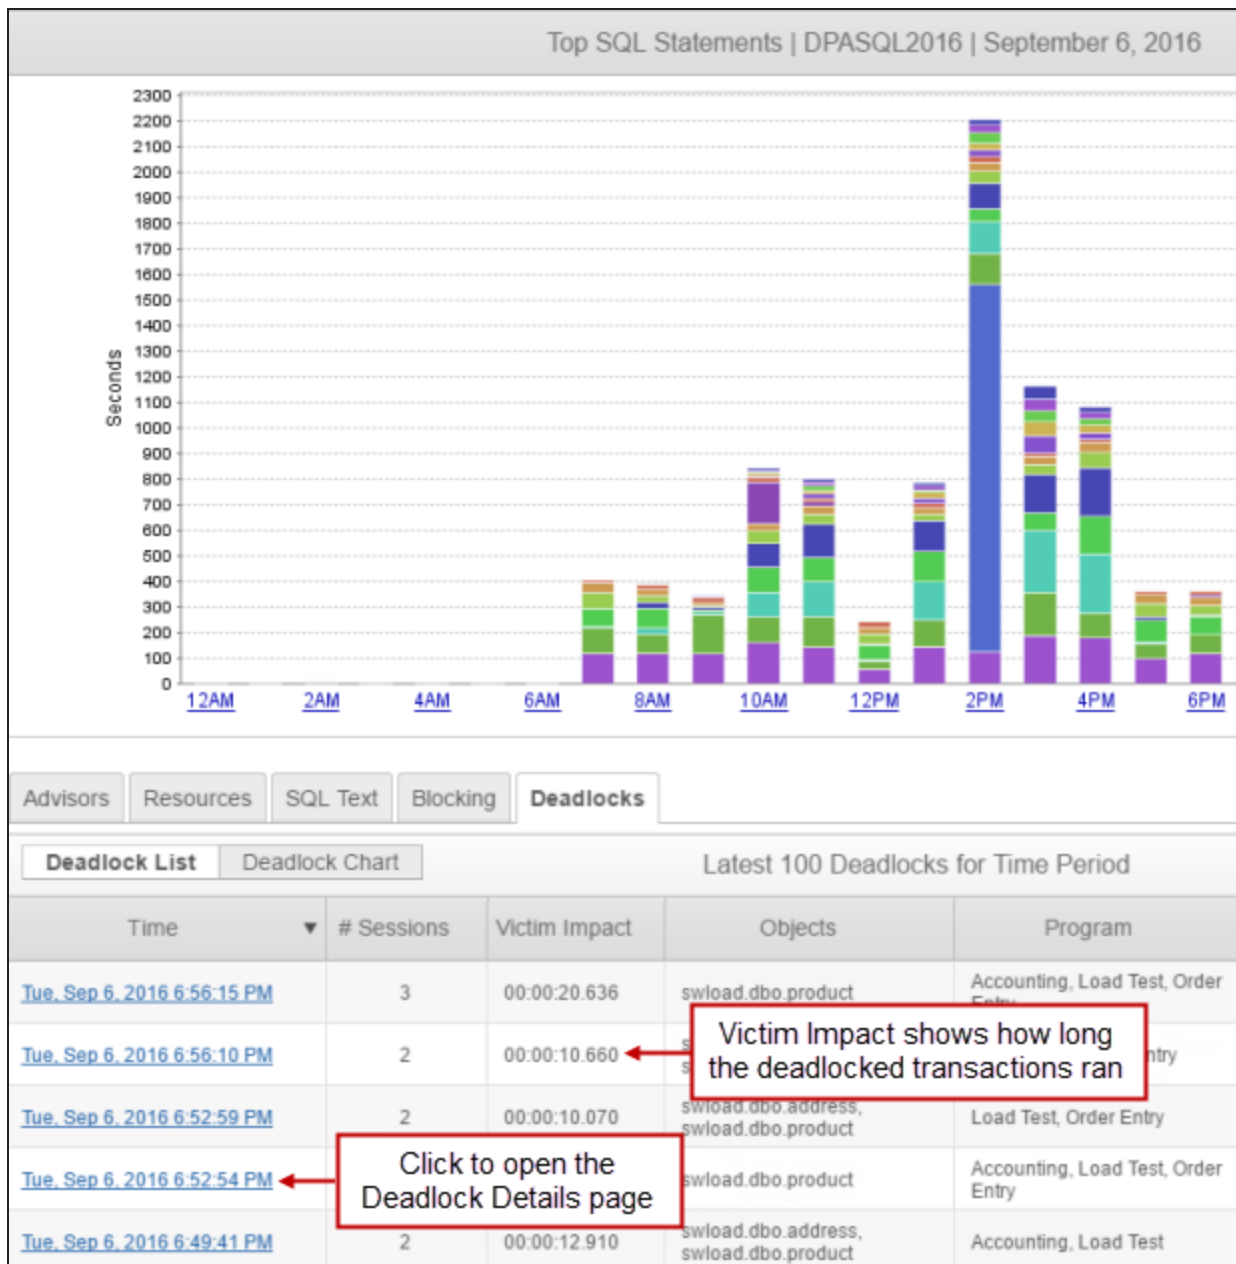 Top SQL Statements | DPASQL2016 | September 6, 2016
2300
2200
2100
2000
1900
1800
1700
1600
1500
1400
1300
1200
1100
1000
900
800
700
600
500
400
300
200
100
0
Seconds
12AM 2AM 4AM 6AM 8AM 10AM 12PM 2PM 4PM 6PM
Advisors Resources SQL Text Blocking Deadlocks
Deadlock List Deadlock Chart Latest 100 Deadlocks for Time Period
Time ▼ # Sessions Victim Impact Objects Program
Tue, Sep 6, 2016 6:56:15 PM 3 00:00:20.636 swload.dbo.product Accounting, Load Test, Order
Victim Impact shows how long
the deadlocked transactions ran
Tue, Sep 6, 2016 6:56:10 PM 2 00:00:10.660
Tue, Sep 6, 2016 6:52:59 PM 2 00:00:10.070 swload.dbo.address, Load Test, Order Entry
swload.dbo.product
Click to open the
Deadlock Details page
Tue, Sep 6, 2016 6:52:54 PM swload.dbo.product Accounting, Load Test, Order
Entry
Tue, Sep 6, 2016 6:49:41 PM 2 00:00:12.910 swload.dbo.address, Accounting, Load Test
swload.dbo.product